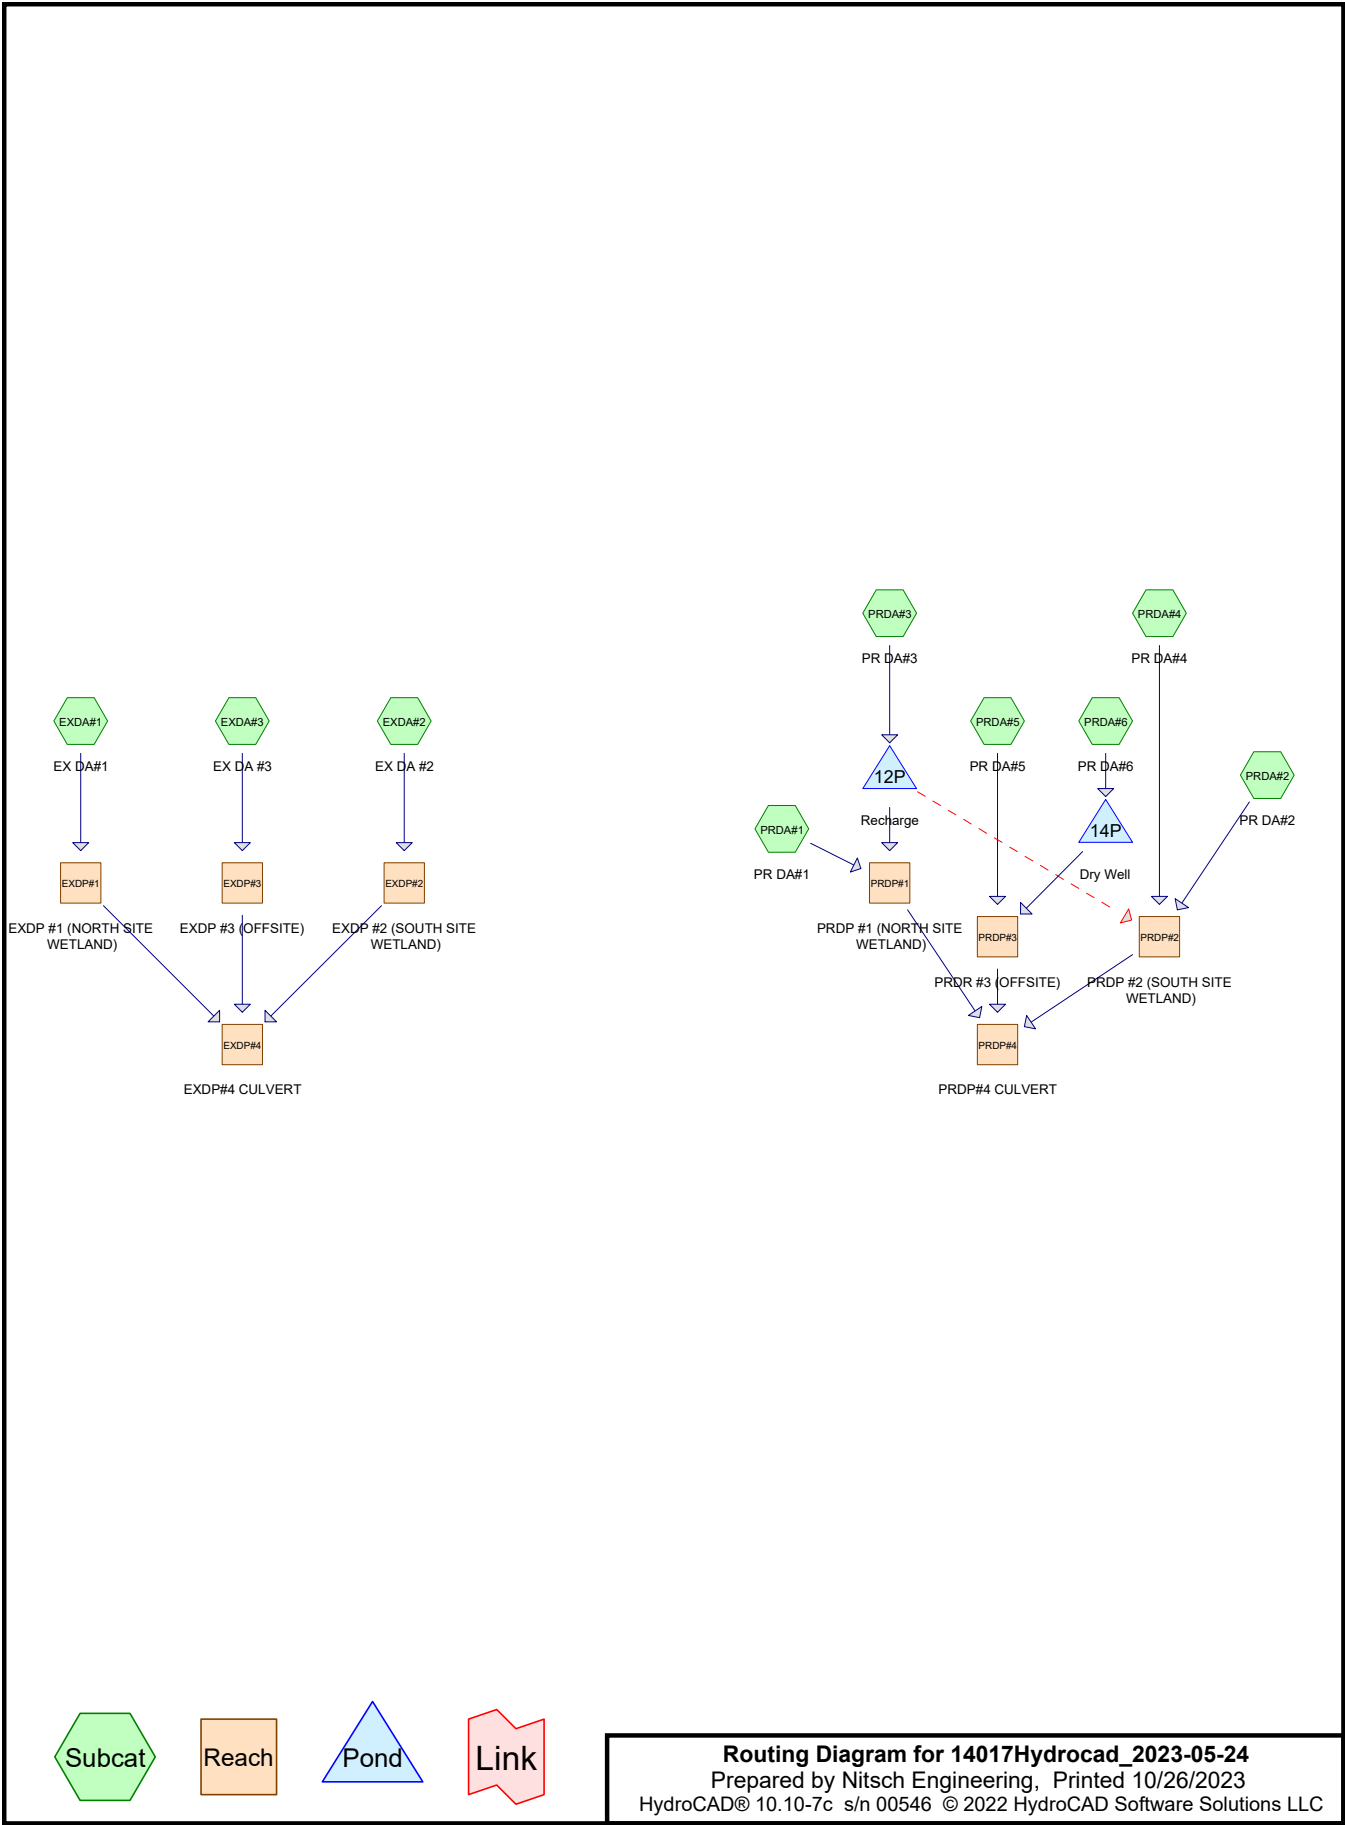 PRDA#3
PR DA#3
PRDA#4
PR DA#4
EXDA#1
EX DA#1
EXDA#3
EX DA #3
EXDA#2
EX DA #2
PRDA#5
PR DA#5
PRDA#6
PR DA#6
12P
Recharge
PRDA#2
PR DA#2
PRDA#1
PR DA#1
14P
Dry Well
EXDP#1
EXDP #1 (NORTH SITE
WETLAND)
EXDP#3
EXDP #3 (OFFSITE)
EXDP#2
EXDP #2 (SOUTH SITE
WETLAND)
PRDP#1
PRDP #1 (NORTH SITE
WETLAND)
PRDP#3
PRDR #3 (OFFSITE)
PRDP#2
PRDP #2 (SOUTH SITE
WETLAND)
EXDP#4
EXDP#4 CULVERT
PRDP#4
PRDP#4 CULVERT
Subcat
Reach
Pond
Link
Routing Diagram for 14017Hydrocad_2023-05-24
Prepared by Nitsch Engineering, Printed 10/26/2023
HydroCAD® 10.10-7c s/n 00546 © 2022 HydroCAD Software Solutions LLC